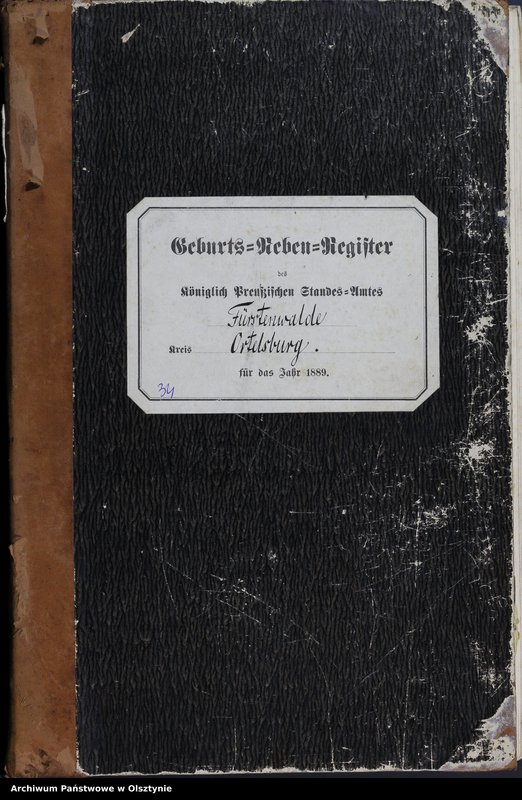 Geburts=Neben=Register
des
Königlich Preußischen Standes=Amtes
Fürstenwalde
Kreis Ortelsburg.
für das Jahr 1889.
34
Archiwum Państwowe w Olsztynie